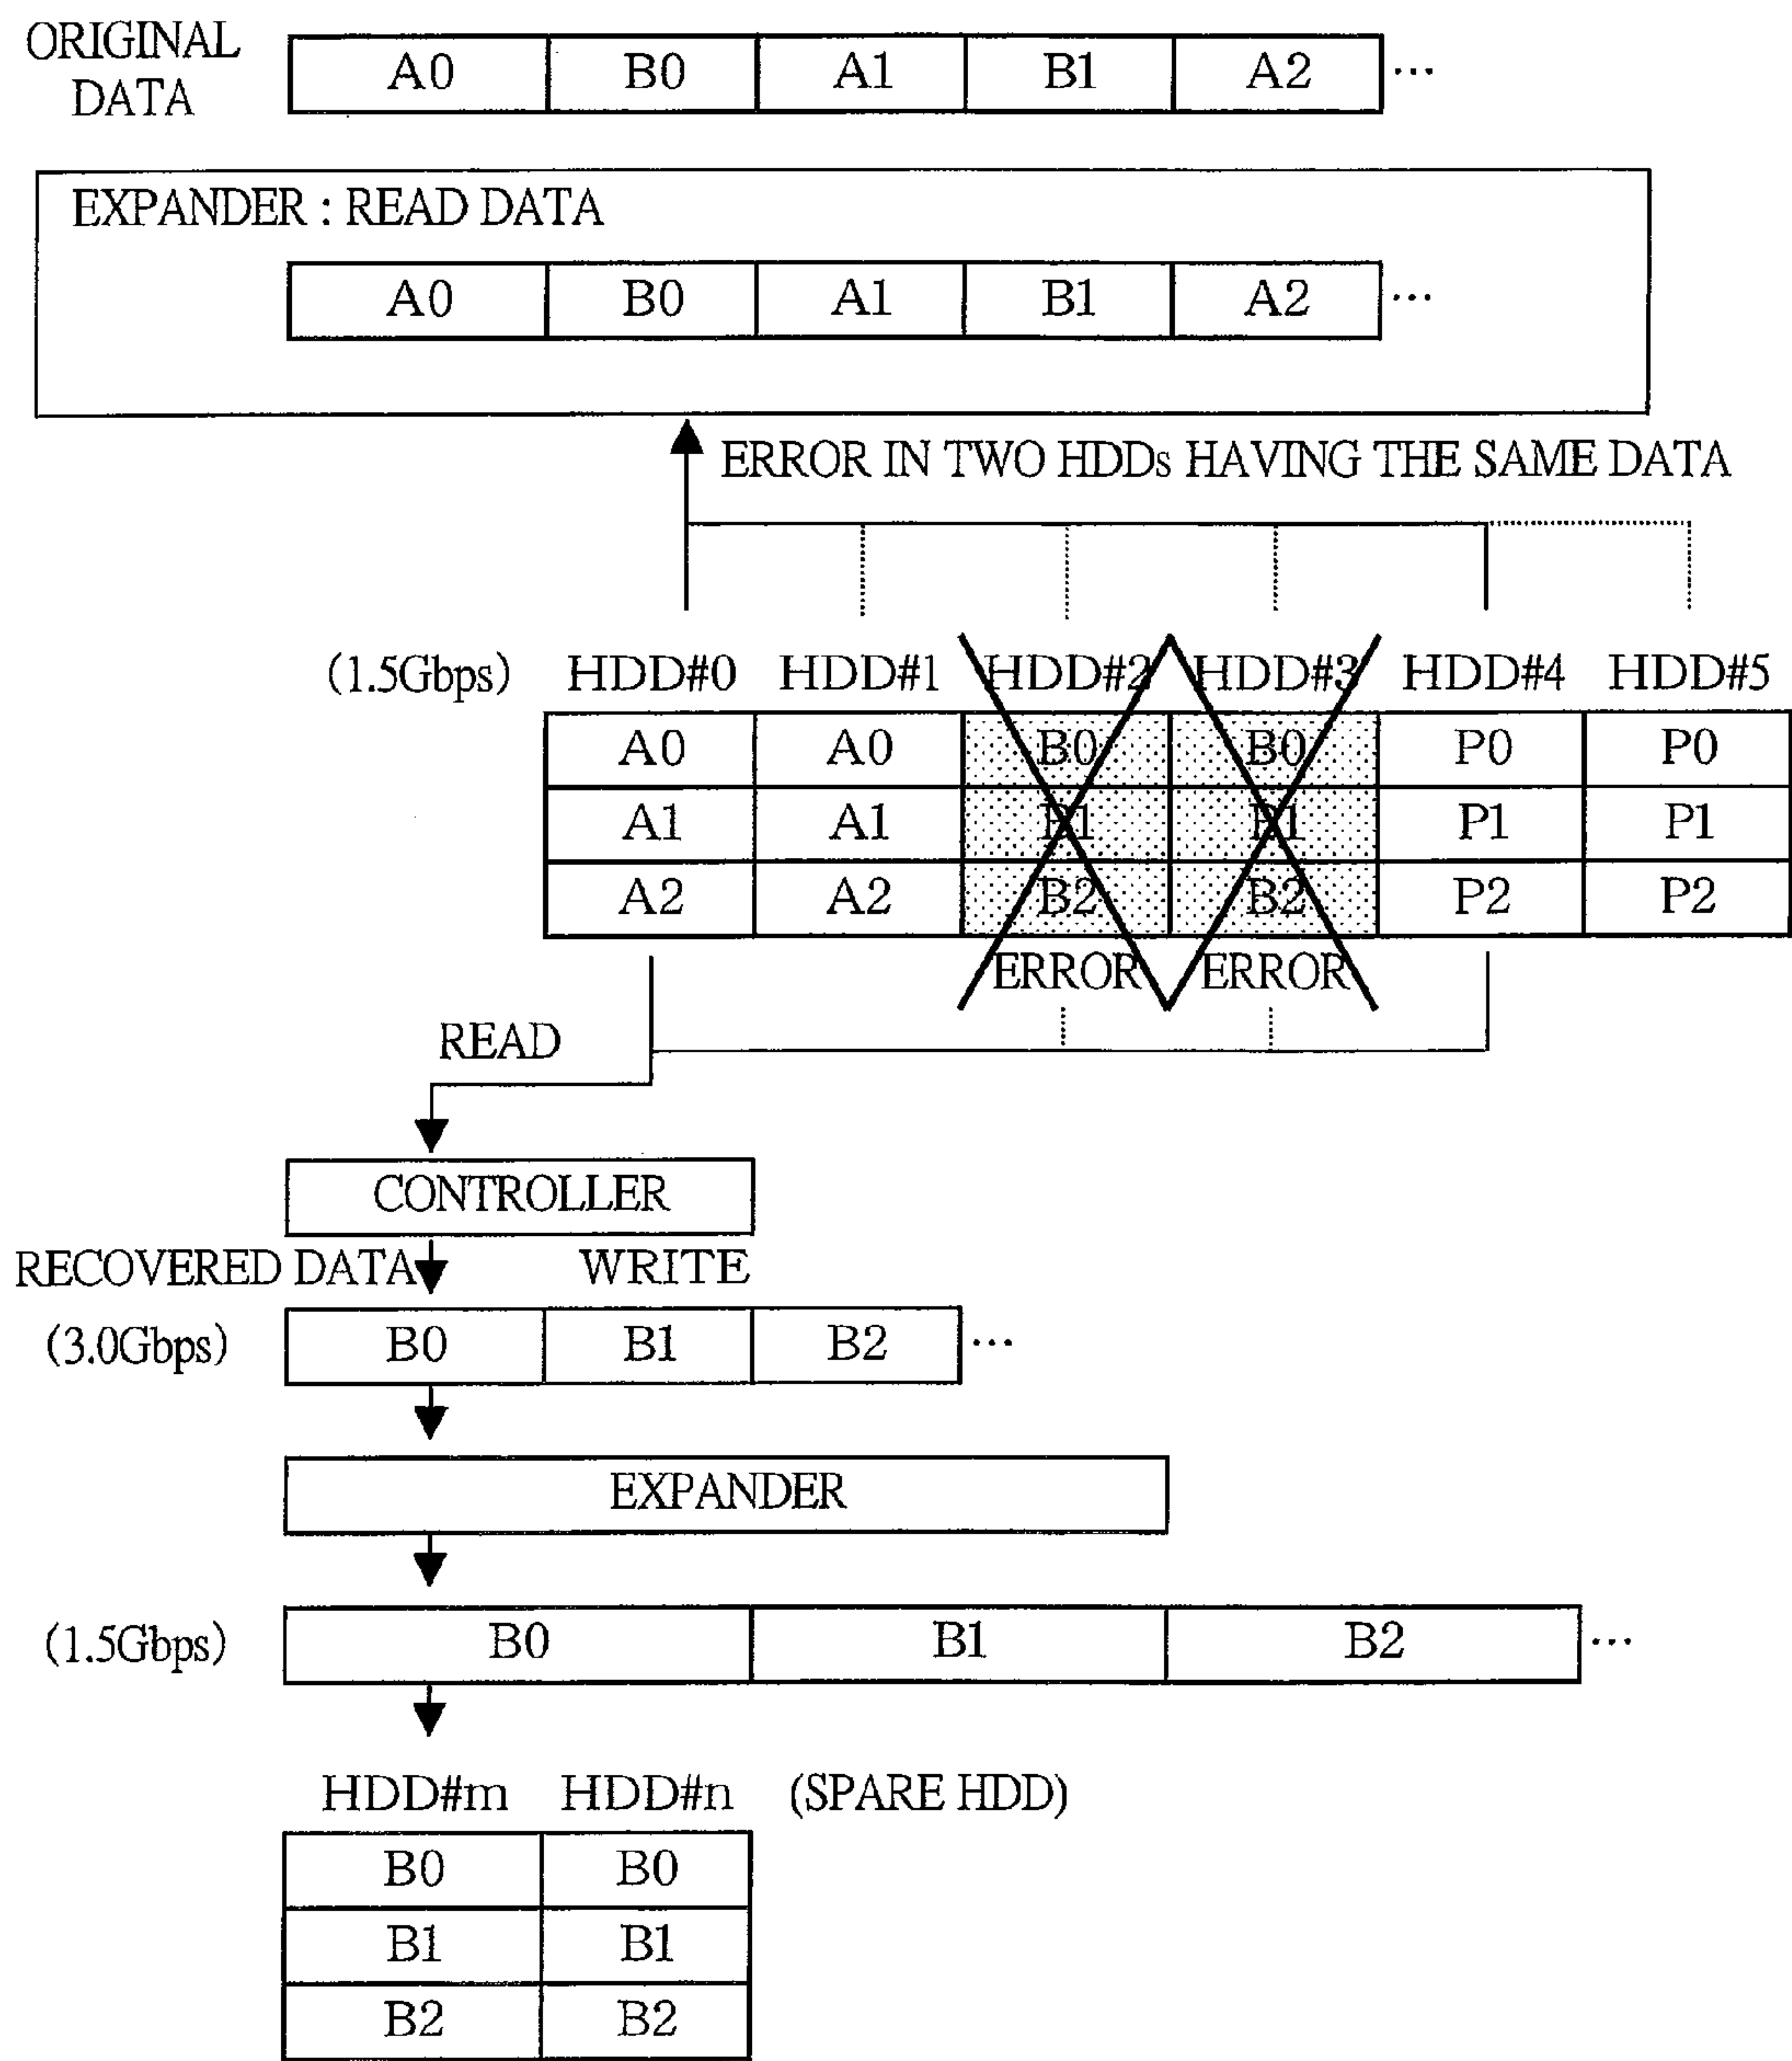 ORIGINAL
DATA
A0 B0 A1 B1 A2 ...
EXPANDER : READ DATA
A0 B0 A1 B1 A2 ...
ERROR IN TWO HDDs HAVING THE SAME DATA
(1.5Gbps) HDD#0 HDD#1 HDD#2 HDD#3 HDD#4 HDD#5
A0 A0 B0 B0 P0 P0
A1 A1 B1 B1 P1 P1
A2 A2 B2 B2 P2 P2
ERROR ERROR
READ
CONTROLLER
RECOVERED DATA WRITE
(3.0Gbps) B0 B1 B2 ...
EXPANDER
(1.5Gbps) B0 B1 B2 ...
HDD#m HDD#n (SPARE HDD)
B0 B0
B1 B1
B2 B2